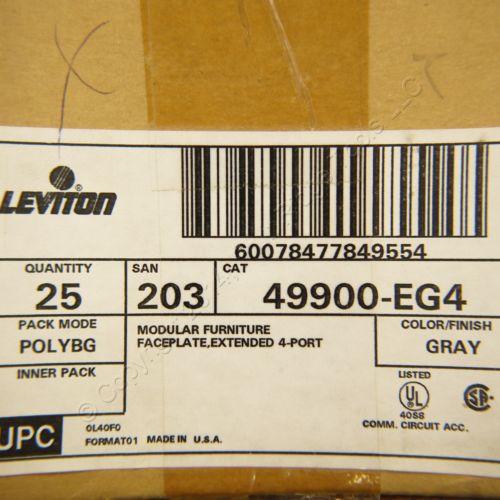 LEVITON
60078477849554
QUANTITY
25
SAN
203
CAT
49900-EG4
PACK MODE
POLYBG
MODULAR FURNITURE
FACEPLATE,EXTENDED 4-PORT
COLOR/FINISH
GRAY
INNER PACK
LISTED
UL
40S8
COMM. CIRCUIT ACC.
UPC
0L40F0
FORMAT01 MADE IN U.S.A.